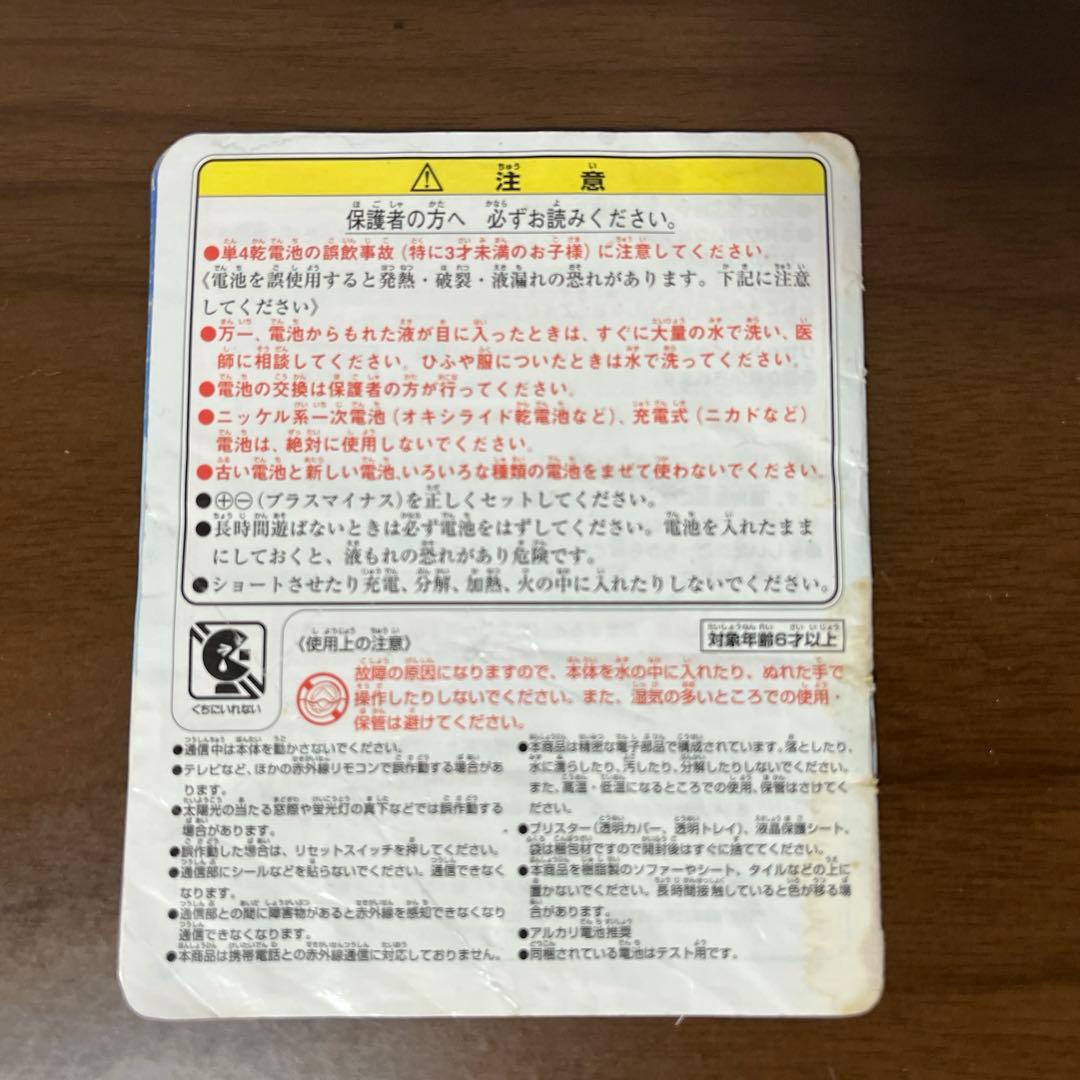 ⚠ 注意
保護者の方へ 必ずお読みください。
●単4乾電池の誤飲事故(特に3才未満のお子様)に注意してください。
《電池を誤使用すると発熱・破裂・液漏れの恐れがあります。下記に注意
してください》
●万一、電池からもれた液が目に入ったときは、すぐに大量の水で洗い、医
師に相談してください。ひふや服についたときは水で洗ってください。
●電池の交換は保護者の方が行ってください。
●ニッケル系一次電池(オキシライド乾電池など)、充電式(ニカドなど)
電池は、絶対に使用しないでください。
●古い電池と新しい電池、いろいろな種類の電池をまぜて使わないでください。
●⊕⊖(プラスマイナス)を正しくセットしてください。
●長時間遊ばないときは必ず電池をはずしてください。電池を入れたまま
にしておくと、液もれの恐れがあり危険です。
●ショートさせたり充電、分解、加熱、火の中に入れたりしないでください。
くちにいれない
《使用上の注意》
対象年齢6才以上
故障の原因になりますので、本体を水の中に入れたり、ぬれた手で
操作したりしないでください。また、湿気の多いところでの使用・
保管は避けてください。
●通信中は本体を動かさないでください。
●テレビなど、ほかの赤外線リモコンで誤作動する場合があ
ります。
●太陽光の当たる窓際や蛍光灯の真下などでは誤作動する
場合があります。
●誤作動した場合は、リセットスイッチを押してください。
●通信部にシールなどを貼らないでください。通信できなく
なります。
●通信部との間に障害物があると赤外線を感知できなくなり
通信できなくなります。
●本商品は携帯電話との赤外線通信に対応しておりません。
●本商品は精密な電子部品で構成されています。落としたり、
水に濡らしたり、汚したり、分解したりしないでください。
また、高温・低温になるところでの使用、保管はさけてく
ださい。
●ブリスター(透明カバー、透明トレイ)、液晶保護シート、
袋は梱包材ですので開封後はすぐに捨ててください。
●本商品を樹脂製のソファーやシート、タイルなどの上に
置かないでください。長時間接触していると色が移る場
合があります。
●アルカリ電池推奨
●同梱されている電池はテスト用です。